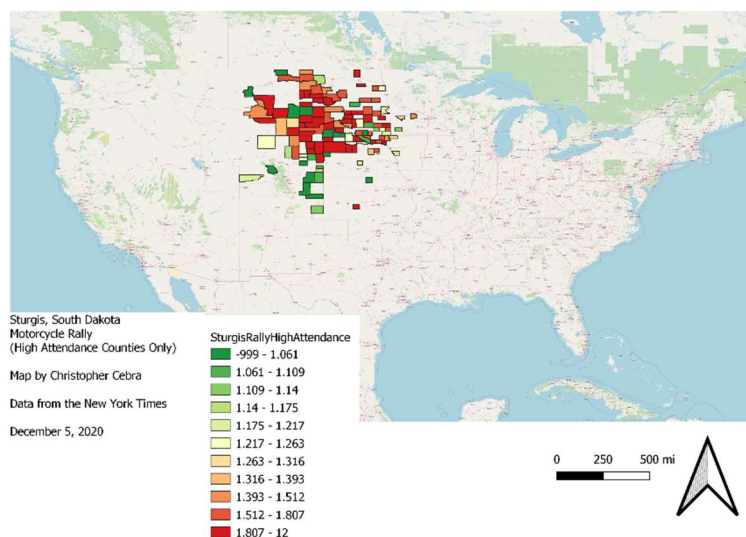 Sturgis, South Dakota
Motorcycle Rally
(High Attendance Counties Only)
Map by Christopher Cebra
Data from the New York Times
December 5, 2020
SturgisRallyHighAttendance
-999 - 1.061
1.061 - 1.109
1.109 - 1.14
1.14 - 1.175
1.175 - 1.217
1.217 - 1.263
1.263 - 1.316
1.316 - 1.393
1.393 - 1.512
1.512 - 1.807
1.807 - 12
0 250 500 mi